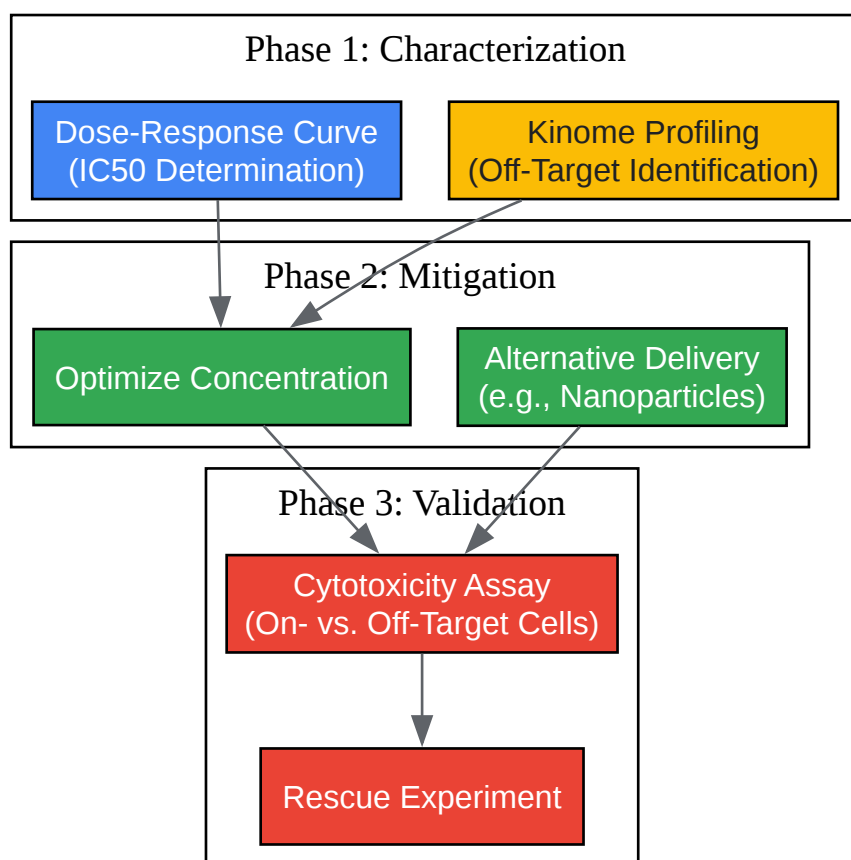 Phase 1: Characterization
Dose-Response Curve
(IC50 Determination)
Kinome Profiling
(Off-Target Identification)
Phase 2: Mitigation
Optimize Concentration
Alternative Delivery
(e.g., Nanoparticles)
Phase 3: Validation
Cytotoxicity Assay
(On- vs. Off-Target Cells)
Rescue Experiment